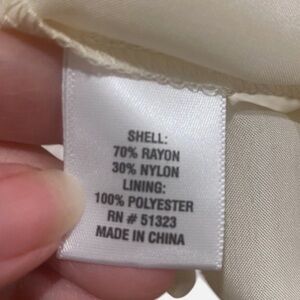 SHELL:
70% RAYON
30% NYLON
LINING:
100% POLYESTER
RN # 51323
MADE IN CHINA